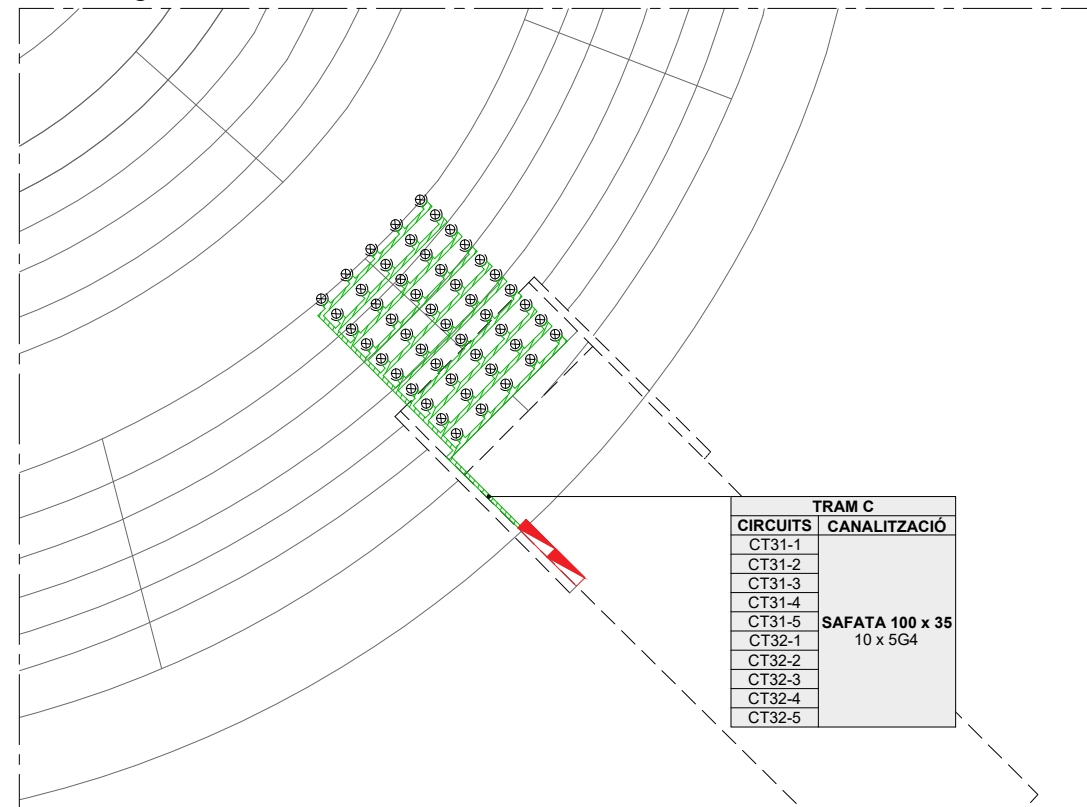 TRAM C
CIRCUITS CANALITZACIÓ
CT31-1
CT31-2
CT31-3
CT31-4
CT31-5
CT32-1
CT32-2
CT32-3
CT32-4
CT32-5
SAFATA 100 x 35
10 x 5G4